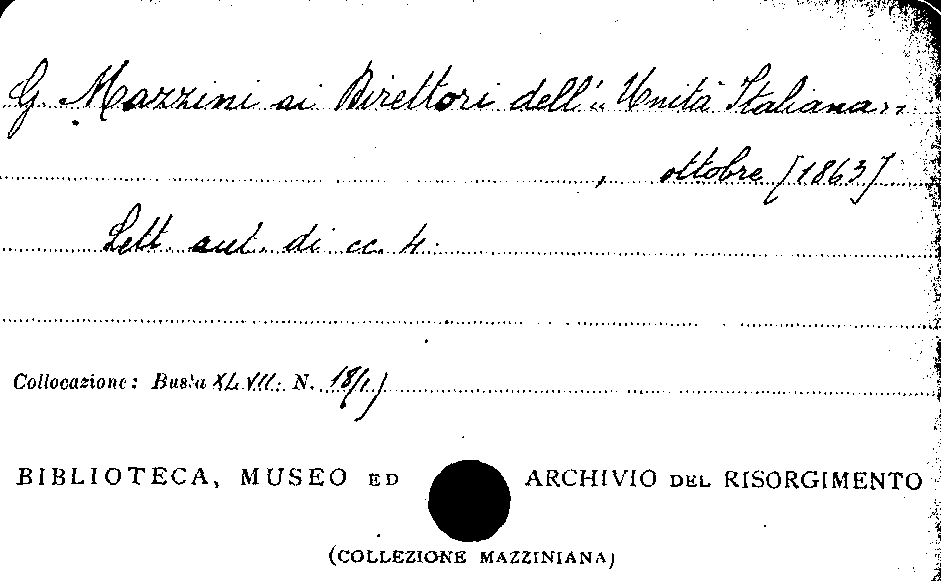 G. Mazzini ai Direttori dell' "Unità Italiana"
, ottobre [1863]
Lett. aut. di cc. 4.
Collocazione: Busta XLVII. N. 18/1)
BIBLIOTECA, MUSEO ED ARCHIVIO DEL RISORGIMENTO
(COLLEZIONE MAZZINIANA)